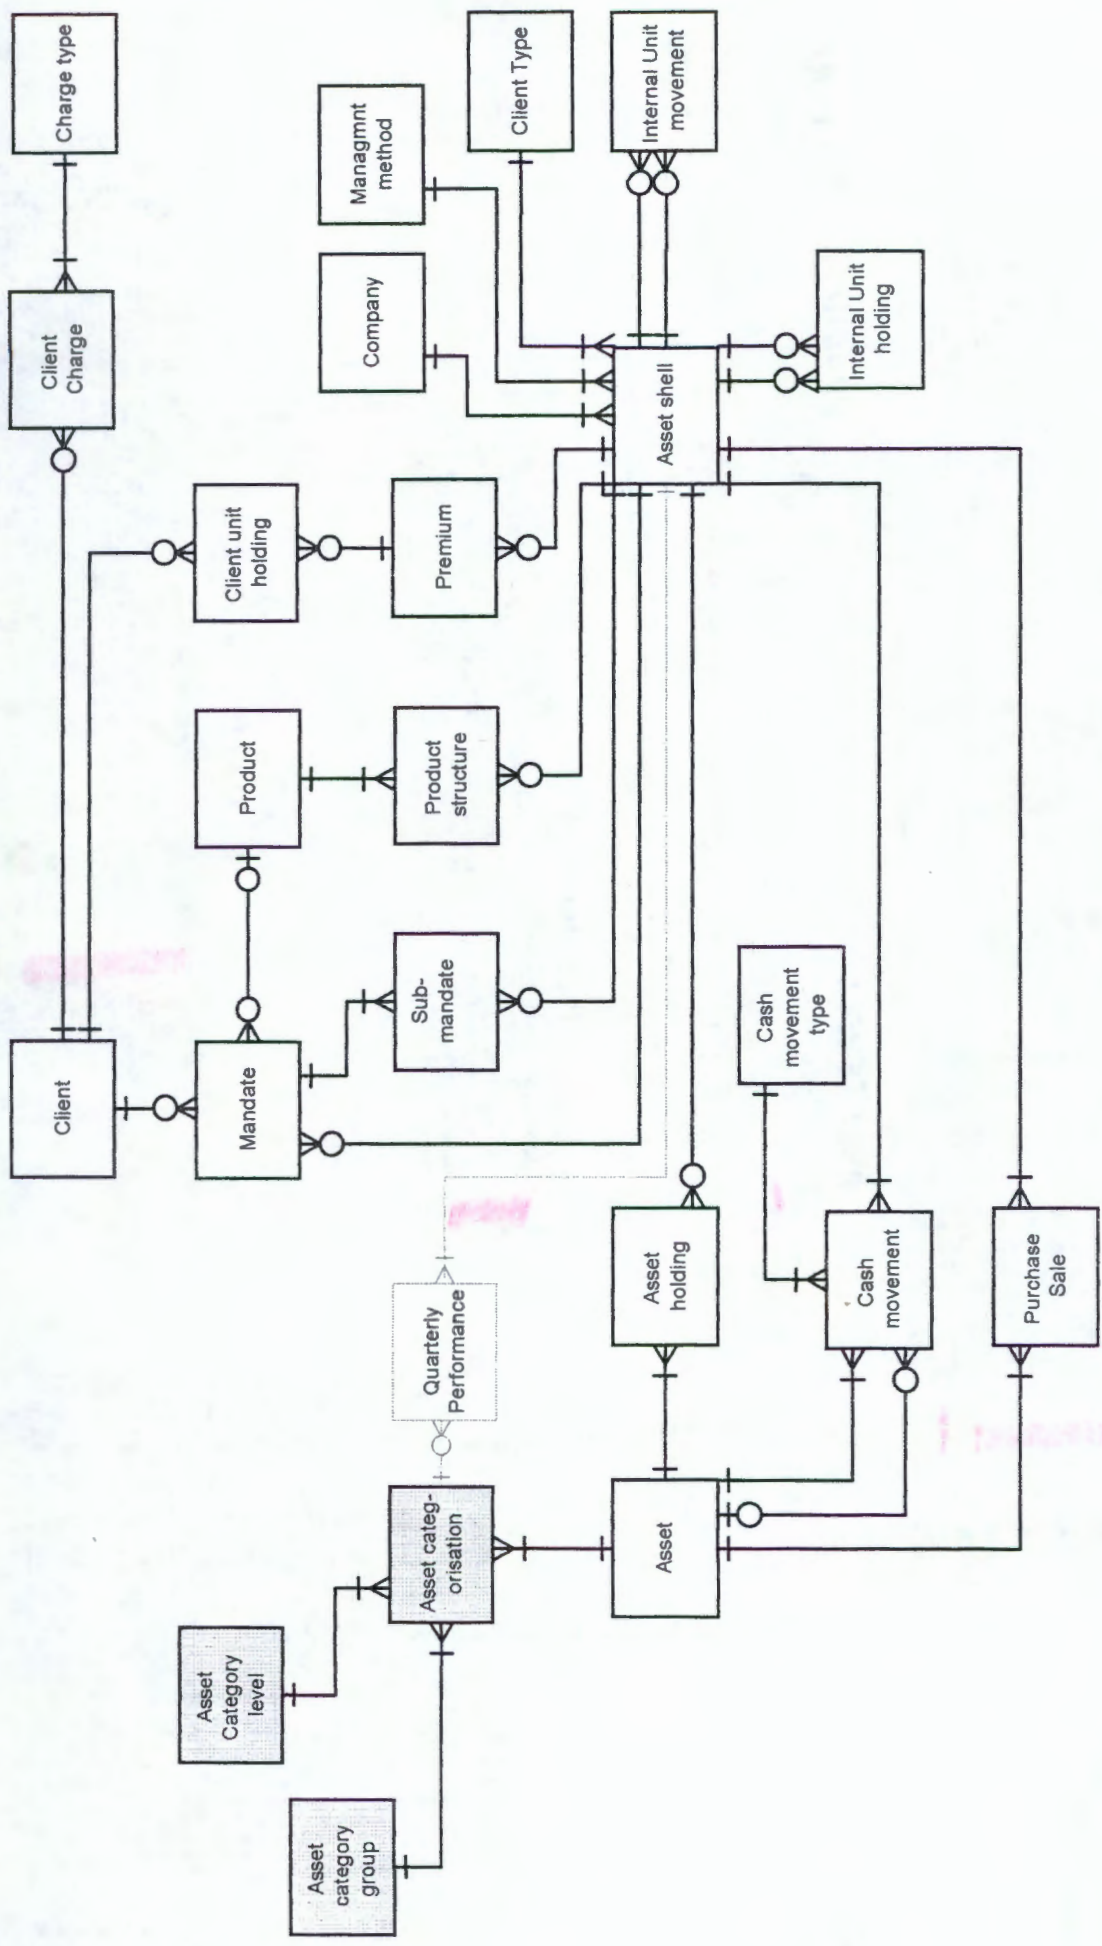 Charge type
Client
Charge
Client
Managmnt
method
Company
Client Type
Internal Unit
movement
Internal Unit
holding
Asset shell
Client unit
holding
Premium
Product
Product
structure
Mandate
Sub-
mandate
Cash
movement
type
Quarterly
Performance
Asset
holding
Cash
movement
Purchase
Sale
Asset categ-
orisation
Asset
Asset
Category
level
Asset
category
group